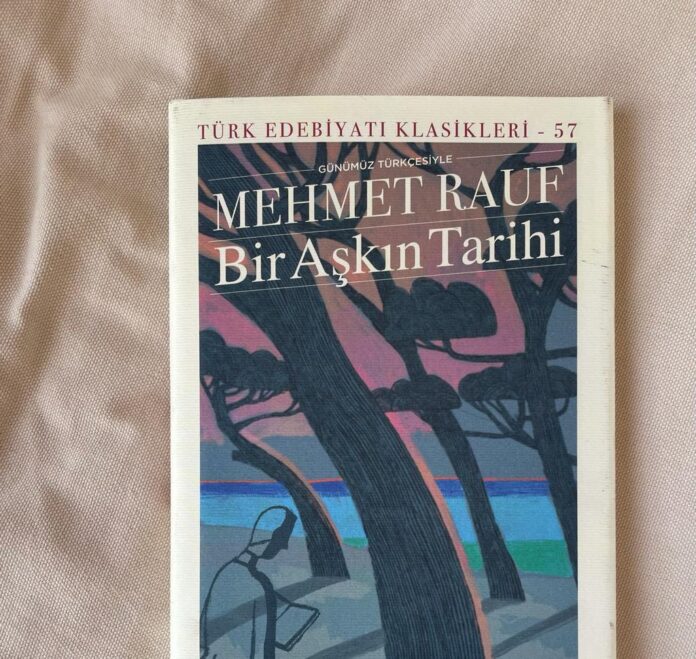 TÜRK EDEBİYATI KLASİKLERİ - 57
GÜNÜMÜZ TÜRKÇESİYLE
MEHMET RAUF
Bir Aşkın Tarihi